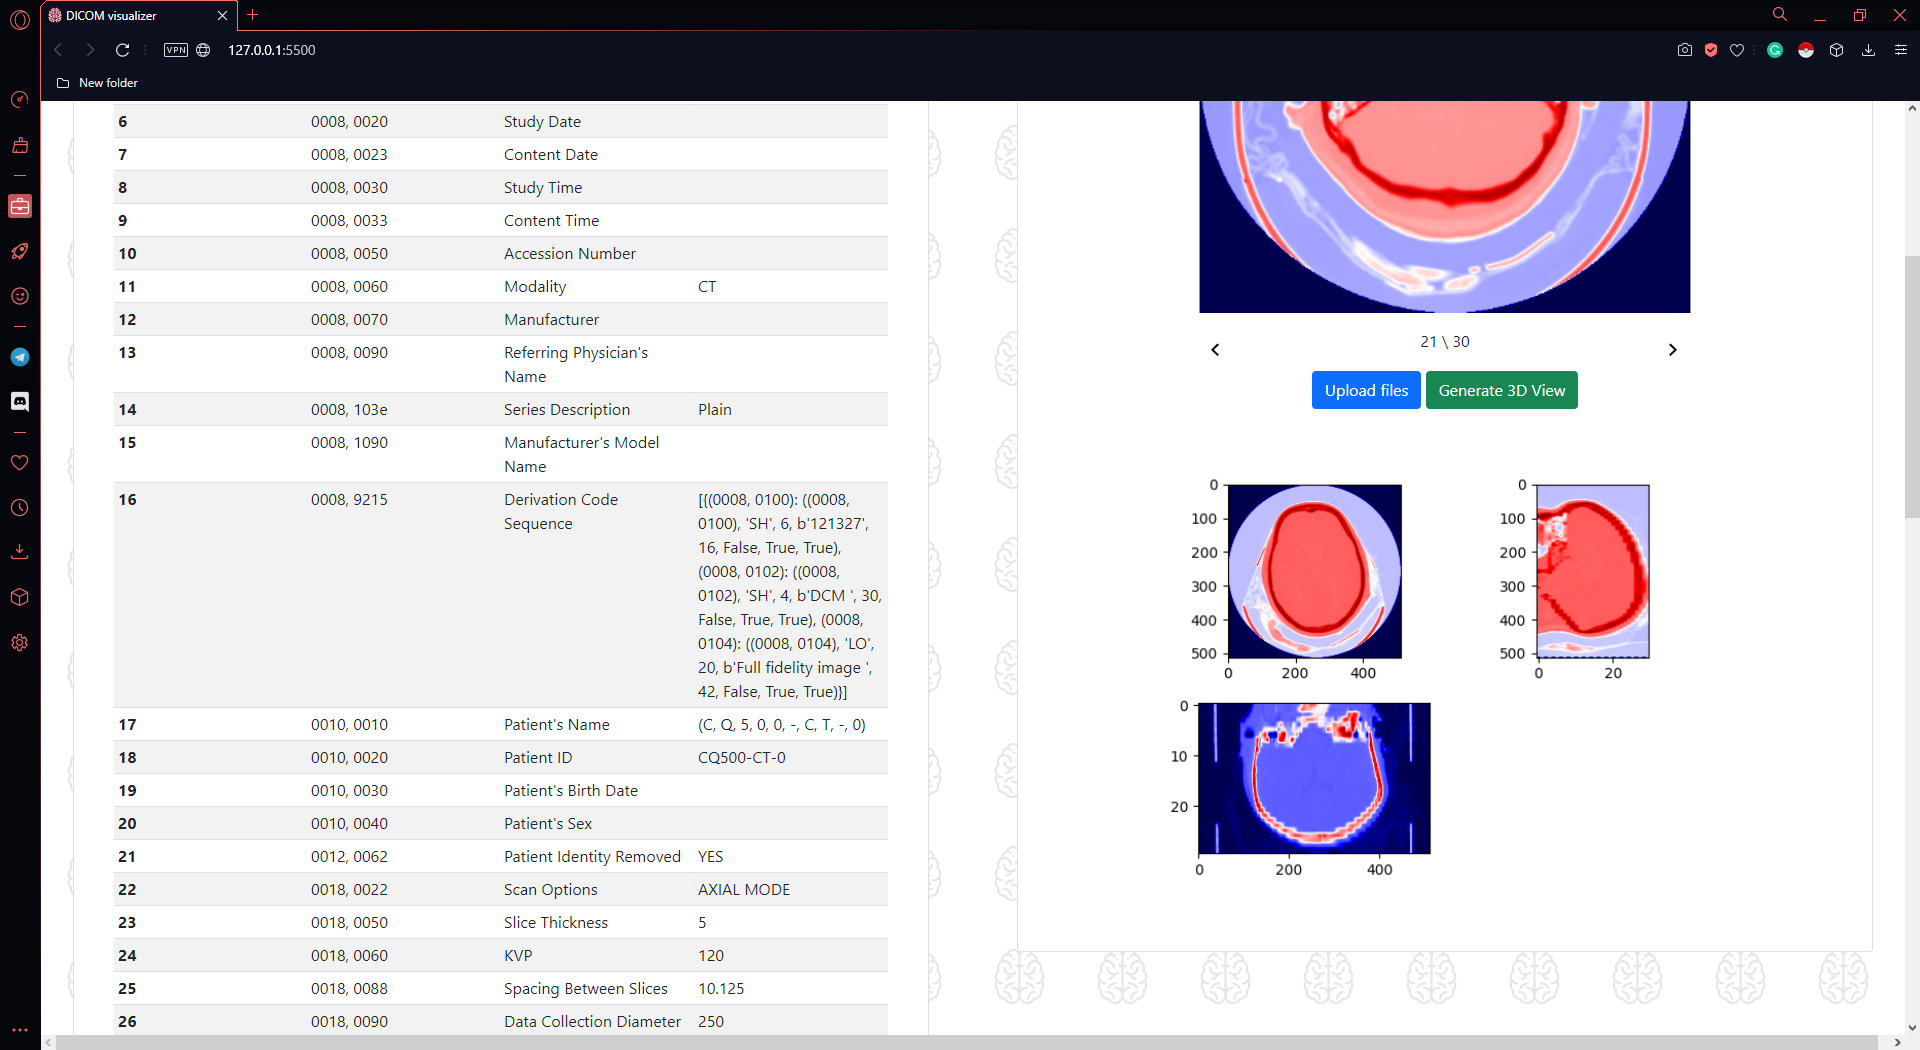 DICOM visualizer
VPN
127.0.0.1:5500
New folder
6 0008, 0020 Study Date
7 0008, 0023 Content Date
8 0008, 0030 Study Time
9 0008, 0033 Content Time
10 0008, 0050 Accession Number
11 0008, 0060 Modality CT
12 0008, 0070 Manufacturer
13 0008, 0090 Referring Physician's
Name
14 0008, 103e Series Description Plain
15 0008, 1090 Manufacturer's Model
Name
16 0008, 9215 Derivation Code [{(0008, 0100): ((0008,
Sequence 0100), 'SH', 6, b'121327',
16, False, True, True),
(0008, 0102): ((0008,
0102), 'SH', 4, b'DCM ', 30,
False, True, True), (0008,
0104): ((0008, 0104), 'LO',
20, b'Full fidelity image ',
42, False, True, True)}]
17 0010, 0010 Patient's Name (C, Q, 5, 0, 0, -, C, T, -, 0)
18 0010, 0020 Patient ID CQ500-CT-0
19 0010, 0030 Patient's Birth Date
20 0010, 0040 Patient's Sex
21 0012, 0062 Patient Identity Removed YES
22 0018, 0022 Scan Options AXIAL MODE
23 0018, 0050 Slice Thickness 5
24 0018, 0060 KVP 120
25 0018, 0088 Spacing Between Slices 10.125
26 0018, 0090 Data Collection Diameter 250
21 \ 30
Upload files Generate 3D View
0
100
200
300
400
500
0 200 400
0
100
200
300
400
500
0 20
0
10
20
0 200 400